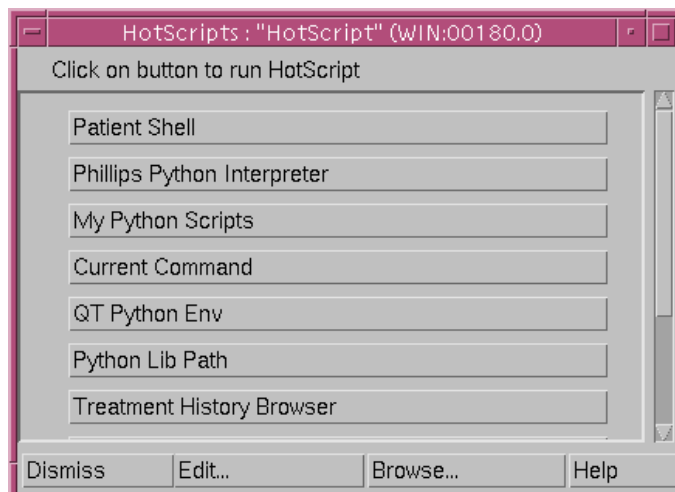 HotScripts: "HotScript" (WIN:00180.0)
Click on button to run HotScript
Patient Shell
Phillips Python Interpreter
My Python Scripts
Current Command
QT Python Env
Python Lib Path
Treatment History Browser
Dismiss Edit... Browse... Help